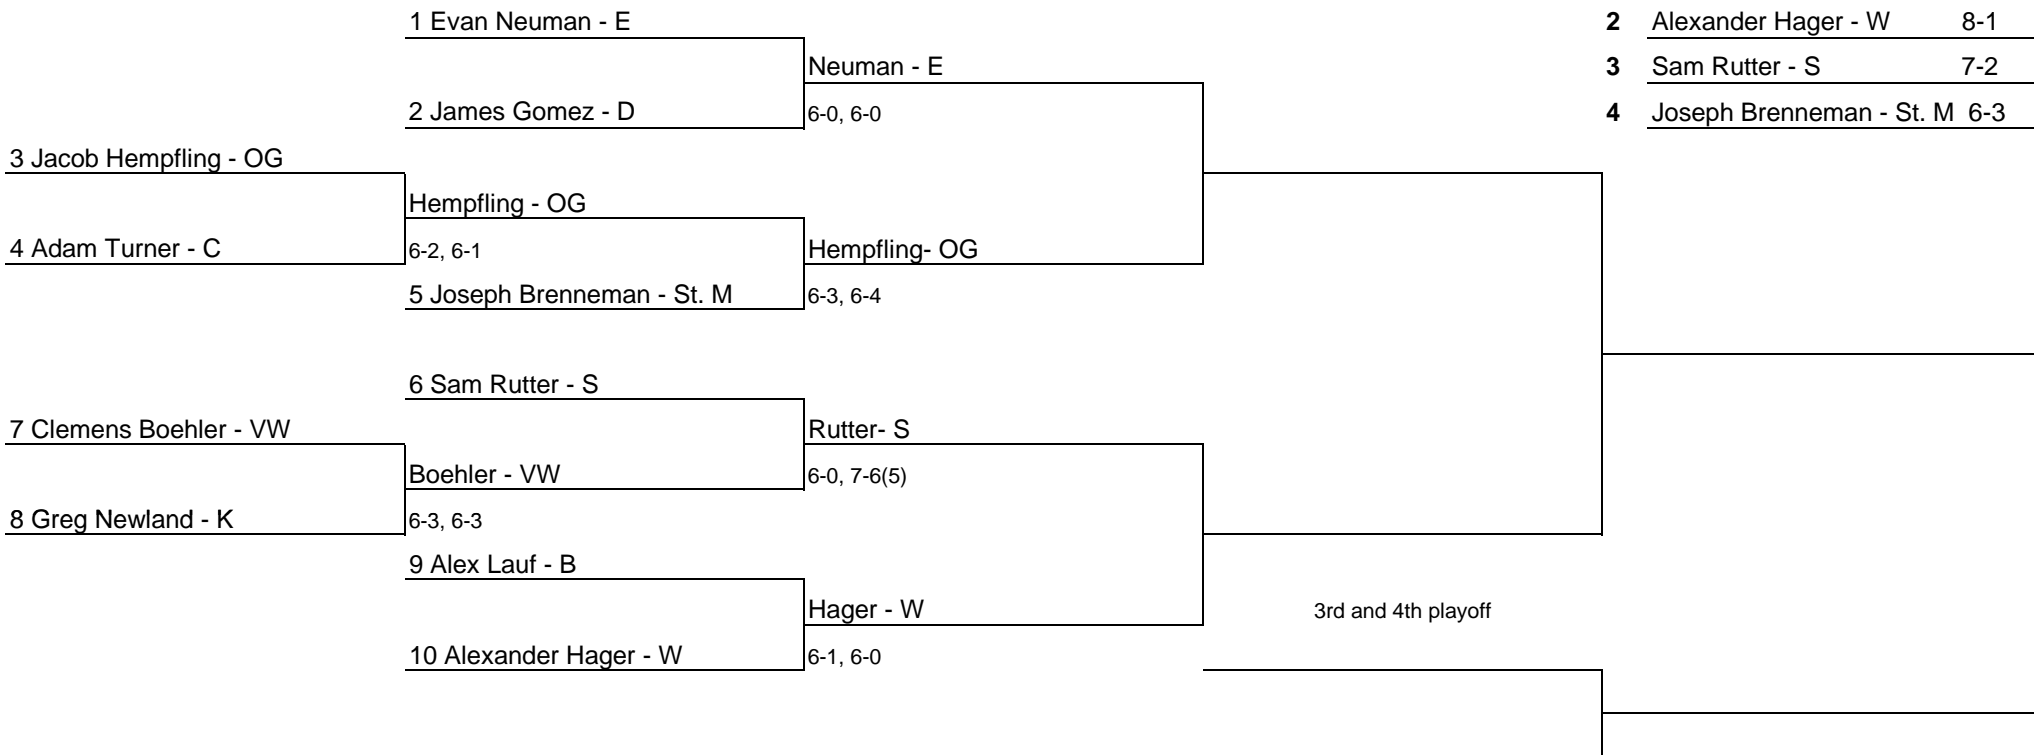 1 Evan Neuman - E
2 Alexander Hager - W 8-1
Neuman - E
3 Sam Rutter - S 7-2
2 James Gomez - D
6-0, 6-0
4 Joseph Brenneman - St. M 6-3
3 Jacob Hempfling - OG
Hempfling - OG
4 Adam Turner - C
6-2, 6-1
Hempfling- OG
5 Joseph Brenneman - St. M
6-3, 6-4
6 Sam Rutter - S
7 Clemens Boehler - VW
Rutter- S
Boehler - VW
6-0, 7-6(5)
8 Greg Newland - K
6-3, 6-3
9 Alex Lauf - B
Hager - W
3rd and 4th playoff
10 Alexander Hager - W
6-1, 6-0